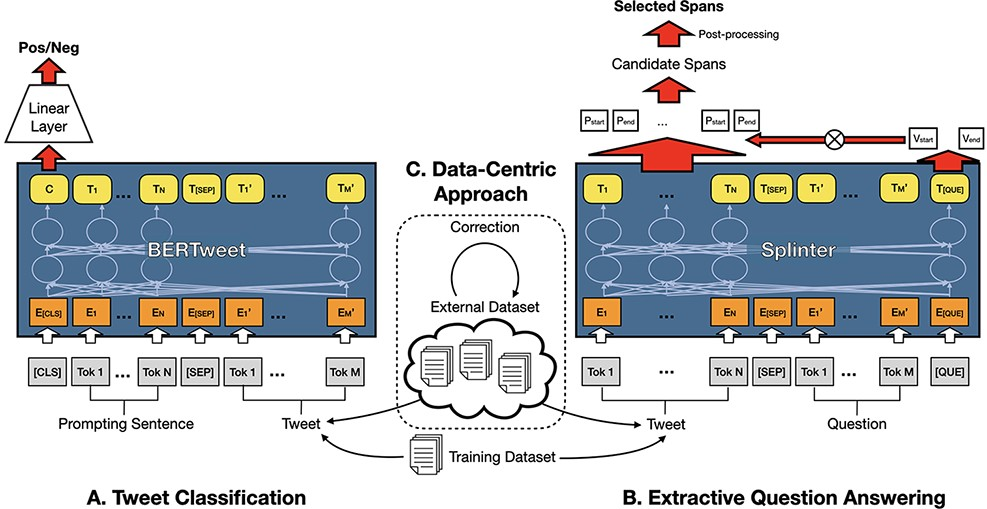 Selected Spans
Post-processing
Candidate Spans
Pos/Neg
Linear
Layer
Pstart Pend ... Pstart Pend
Vstart Vend
C T1 ... TN T[SEP] T1' ... TM'
BERTweet
E[CLS] E1 ... EN E[SEP] E1' ... EM'
[CLS] Tok 1 ... Tok N [SEP] Tok 1 ... Tok M
Prompting Sentence
Tweet
A. Tweet Classification
C. Data-Centric
Approach
Correction
External Dataset
Training Dataset
T1 ... TN T[SEP] T1' ... TM' T[QUE]
Splinter
E1 ... EN E[SEP] E1' ... EM' E[QUE]
Tok 1 ... Tok N [SEP] Tok 1 ... Tok M [QUE]
Tweet
Question
B. Extractive Question Answering